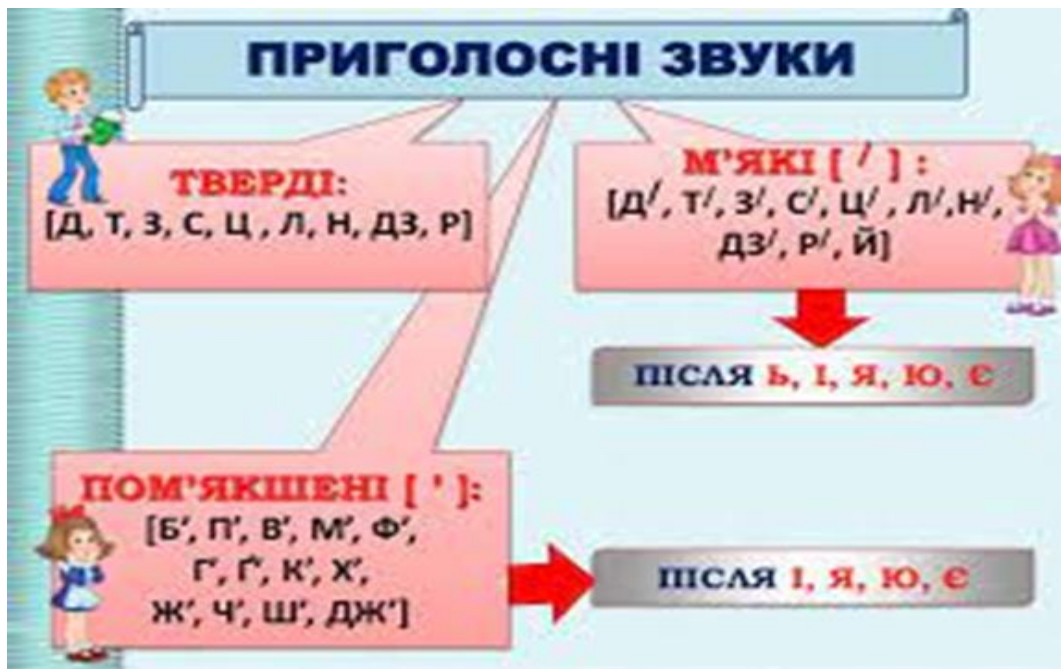 ПРИГОЛОСНІ ЗВУКИ
ТВЕРДІ:
[Д, Т, З, С, Ц , Л, Н, ДЗ, Р]
М’ЯКІ [ / ] :
[Д/, Т/, З/, С/, Ц/ , Л/,Н/,
ДЗ/, Р/, Й]
ПІСЛЯ Ь, І, Я, Ю, Є
ПОМ’ЯКШЕНІ [ ’ ]:
[Б’, П’, В’, М’, Ф’,
Г’, Ґ’, К’, Х’,
Ж’, Ч’, Ш’, ДЖ’]
ПІСЛЯ І, Я, Ю, Є